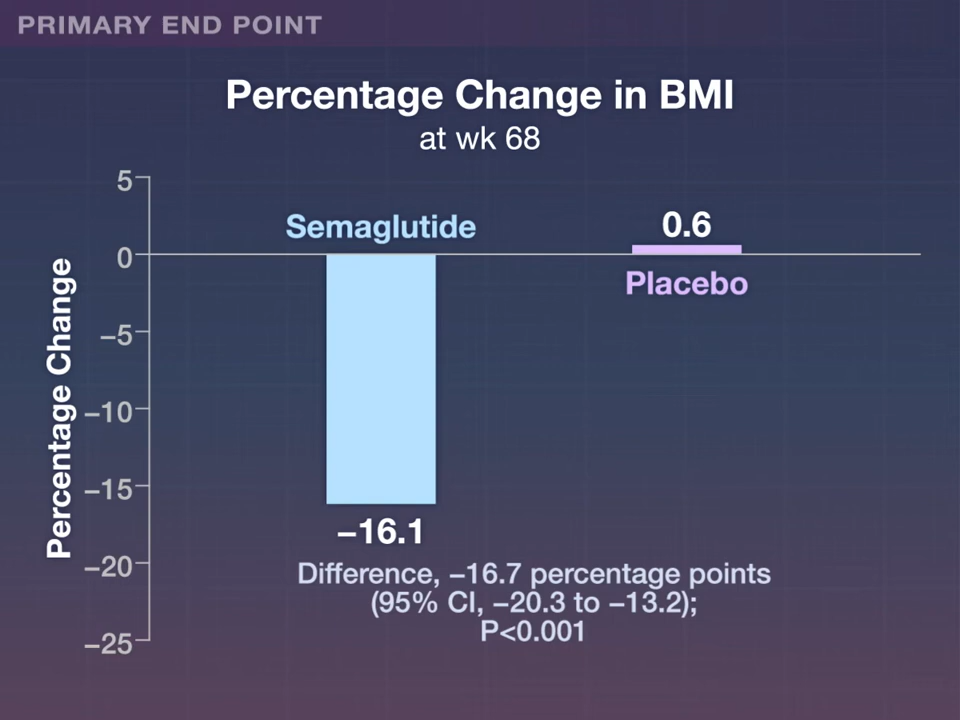 PRIMARY END POINT
Percentage Change in BMI
at wk 68
Percentage Change
5
0
−5
−10
−15
−20
−25
Semaglutide
−16.1
0.6
Placebo
Difference, −16.7 percentage points
(95% CI, −20.3 to −13.2);
P<0.001